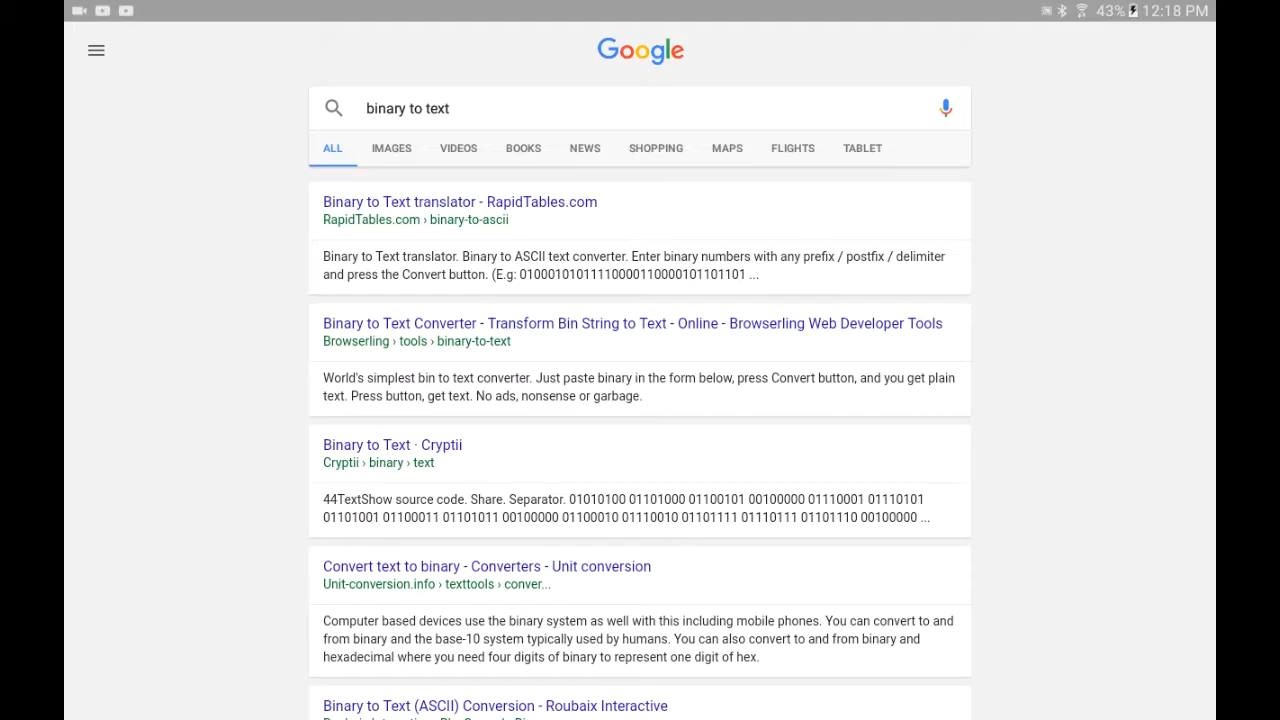 43% 12:18 PM
Google
binary to text
ALL IMAGES VIDEOS BOOKS NEWS SHOPPING MAPS FLIGHTS TABLET
Binary to Text translator - RapidTables.com
RapidTables.com › binary-to-ascii
Binary to Text translator. Binary to ASCII text converter. Enter binary numbers with any prefix / postfix / delimiter
and press the Convert button. (E.g: 01000101011110000110000101101101 ...
Binary to Text Converter - Transform Bin String to Text - Online - Browserling Web Developer Tools
Browserling › tools › binary-to-text
World's simplest bin to text converter. Just paste binary in the form below, press Convert button, and you get plain
text. Press button, get text. No ads, nonsense or garbage.
Binary to Text · Cryptii
Cryptii › binary › text
44TextShow source code. Share. Separator. 01010100 01101000 01100101 00100000 01110001 01110101
01101001 01100011 01101011 00100000 01100010 01110010 01101111 01110111 01101110 00100000 ...
Convert text to binary - Converters - Unit conversion
Unit-conversion.info › texttools › conver...
Computer based devices use the binary system as well with this including mobile phones. You can convert to and
from binary and the base-10 system typically used by humans. You can also convert to and from binary and
hexadecimal where you need four digits of binary to represent one digit of hex.
Binary to Text (ASCII) Conversion - Roubaix Interactive